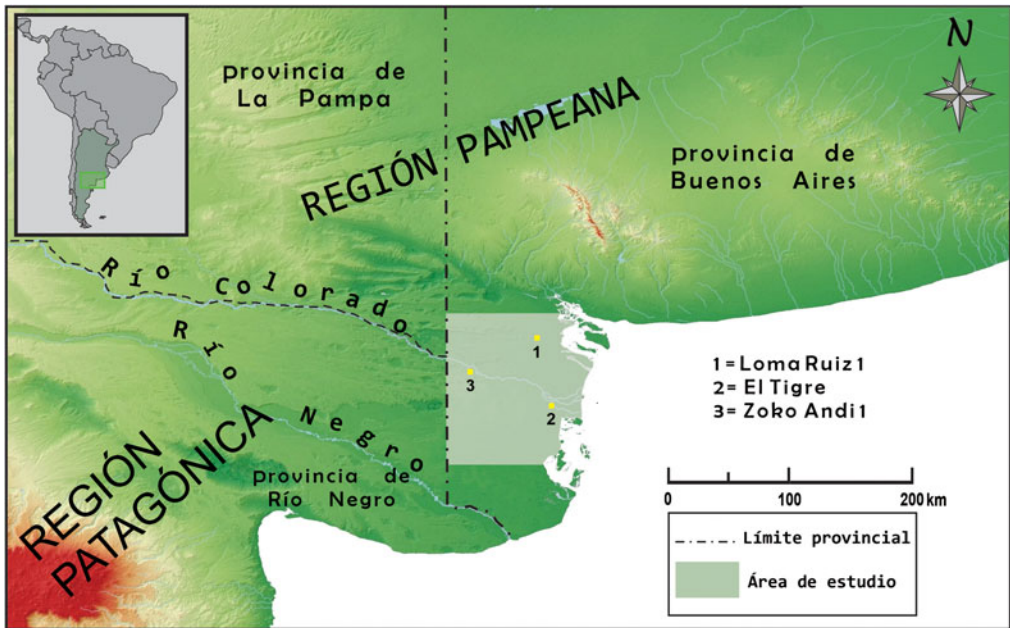 Provincia de
La Pampa
REGIÓN PAMPEANA
N
Provincia de
Buenos Aires
Río Colorado
Río Negro
1
3
2
1= Loma Ruiz 1
2= El Tigre
3= Zoko Andi 1
REGIÓN
PATAGÓNICA
Provincia de
Río Negro
0 100 200 km
Límite provincial
Área de estudio